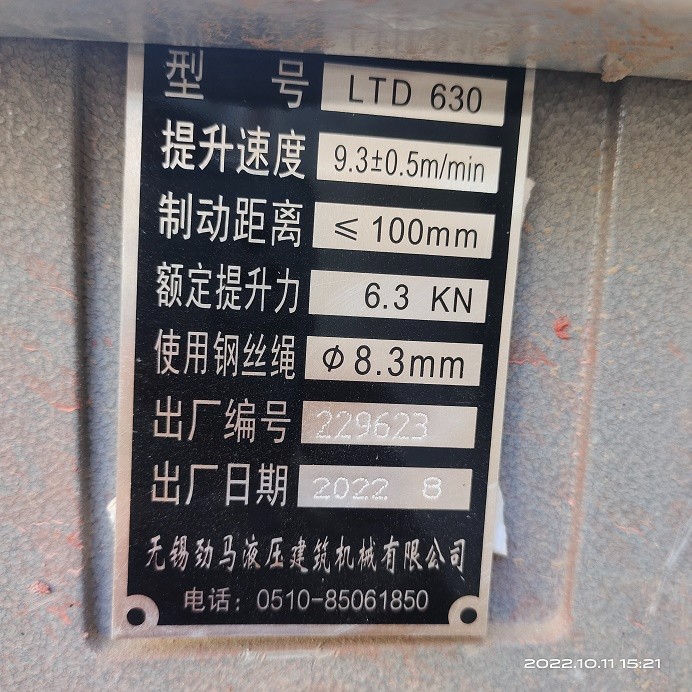 型 号 LTD 630
提升速度 9.3±0.5m/min
制动距离 ≤100mm
额定提升力 6.3 KN
使用钢丝绳 Φ8.3mm
出厂编号 229623
出厂日期 2022 8
无锡劲马液压建筑机械有限公司
电话：0510-85061850
2022.10.11 15:21